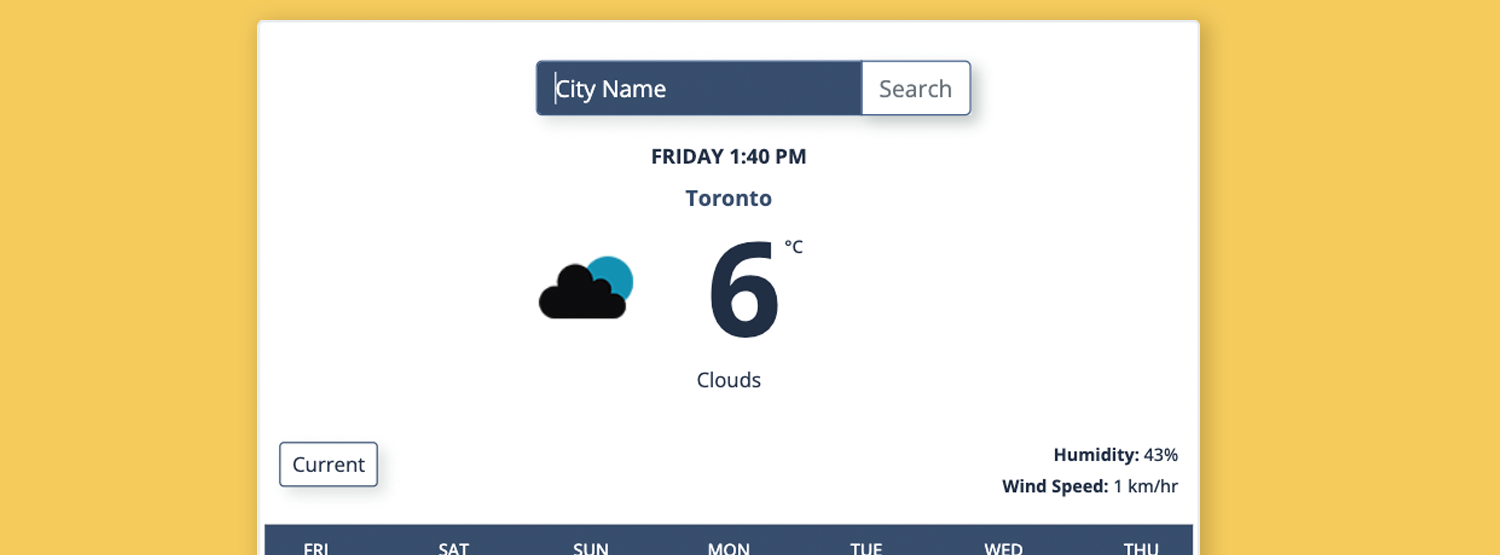 City Name Search
FRIDAY 1:40 PM
Toronto
6 °C
Clouds
Current
Humidity: 43%
Wind Speed: 1 km/hr
FRI SAT SUN MON TUE WED THU